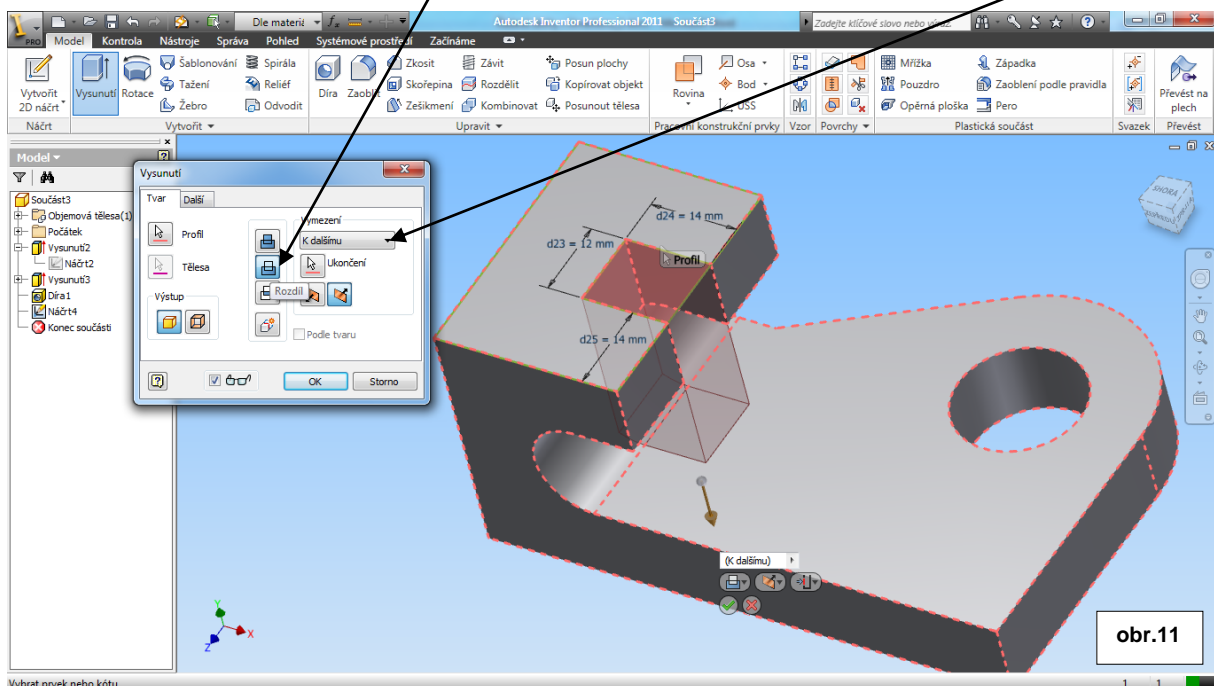 Dle materiá
Autodesk Inventor Professional 2011 Součást3
Zadejte klíčové slovo nebo výraz.
PRO
Model Kontrola Nástroje Správa Pohled Systémové prostředí Začínáme
Vytvořit
2D náčrt
Vysunutí
Rotace
Šablonování
Tažení
Žebro
Spirála
Reliéf
Odvodit
Díra
Zaoblit
Zkosit
Skořepina
Zešikmení
Závit
Rozdělit
Kombinovat
Posun plochy
Kopírovat objekt
Posunout tělesa
Rovina
Osa
Bod
USS
Mřížka
Pouzdro
Opěrná ploška
Západka
Zaoblení podle pravidla
Pero
Převést na
plech
Náčrt Vytvořit Upravit Pracovní konstrukční prvky Vzor Povrchy Plastická součást Svazek Převést
Model
Součást3
Objemová tělesa(1)
Počátek
Vysunutí2
Náčrt2
Vysunutí3
Díra1
Náčrt4
Konec součásti
Vysunutí
Tvar Další
Profil
Tělesa
Výstup
Vymezení
K dalšímu
Ukončení
Rozdíl
Podle tvaru
OK Storno
d24 = 14 mm
d23 = 12 mm
Profil
d25 = 14 mm
(K dalšímu)
SHORA
Y
X
Z
obr.11
Vybrat prvek nebo kótu
1 1